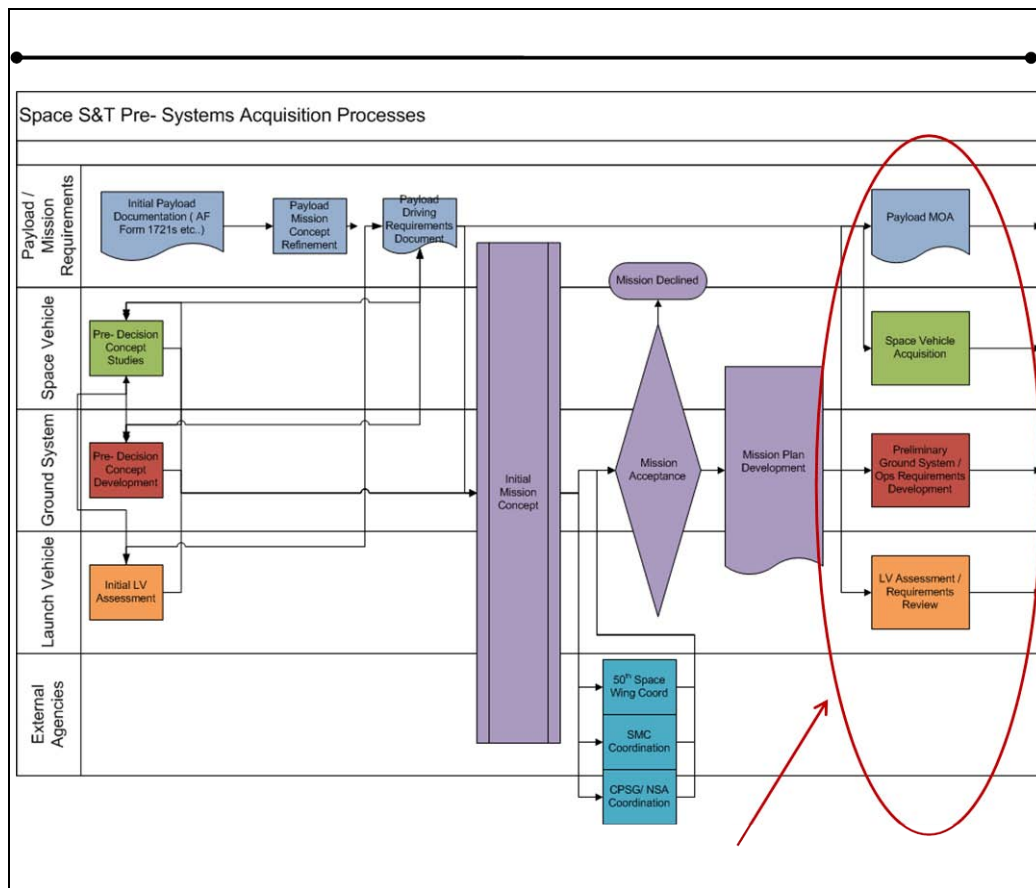 Space S&T Pre- Systems Acquisition Processes
Payload /
Mission
Requirements
Initial Payload
Documentation ( AF
Form 1721s etc..)
Payload
Mission
Concept
Refinement
Payload
Driving
Requirements
Document
Payload MOA
Space Vehicle
Pre- Decision
Concept
Studies
Mission Declined
Space Vehicle
Acquisition
Ground System
Pre- Decision
Concept
Development
Initial
Mission
Concept
Mission
Acceptance
Mission Plan
Development
Preliminary
Ground System /
Ops Requirements
Development
Launch Vehicle
Initial LV
Assessment
LV Assessment /
Requirements
Review
External
Agencies
50th Space
Wing Coord
SMC
Coordination
CPSG/ NSA
Coordination